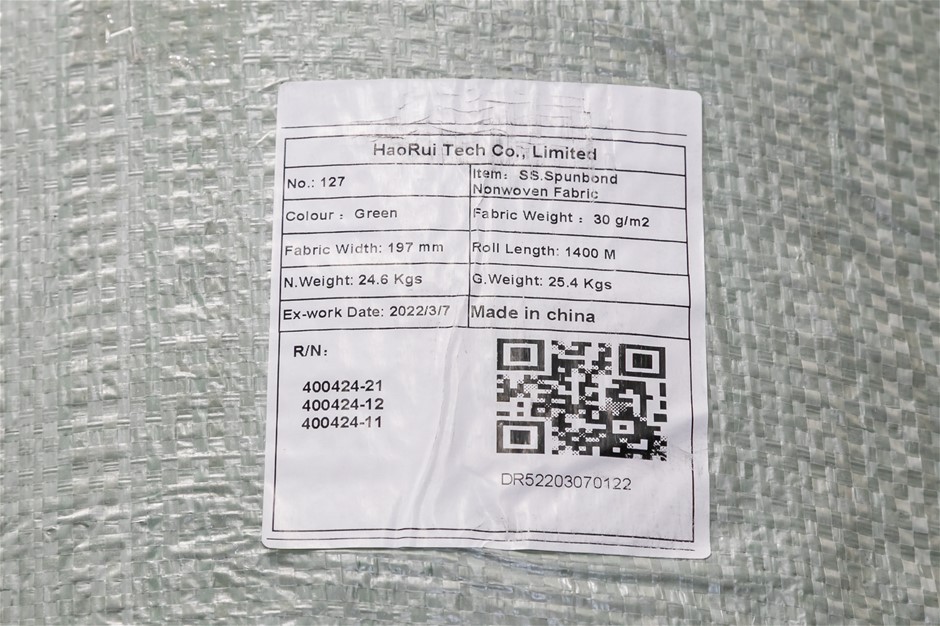 HaoRui Tech Co., Limited
No.: 127
Item: SS.Spunbond
Nonwoven Fabric
Colour : Green
Fabric Weight : 30 g/m2
Fabric Width: 197 mm
Roll Length: 1400 M
N.Weight: 24.6 Kgs
G.Weight: 25.4 Kgs
Ex-work Date: 2022/3/7
Made in china
R/N:
400424-21
400424-12
400424-11
DR52203070122